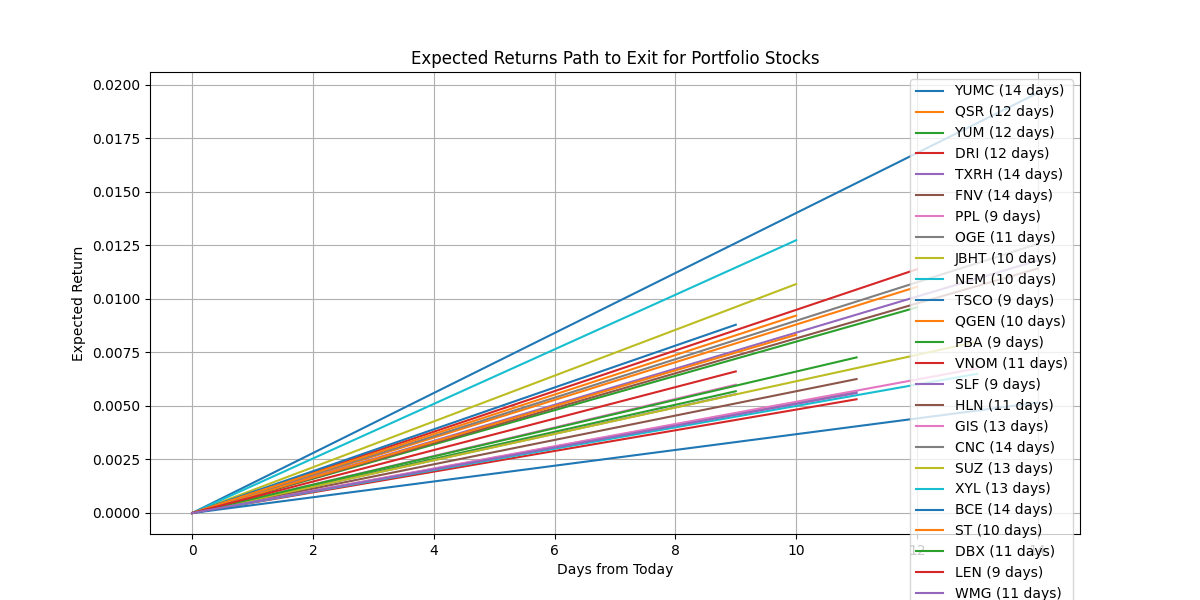 Expected Returns Path to Exit for Portfolio Stocks
Expected Return
0.0200
0.0175
0.0150
0.0125
0.0100
0.0075
0.0050
0.0025
0.0000
0
2
4
6
8
10
12
14
Days from Today
YUMC (14 days)
QSR (12 days)
YUM (12 days)
DRI (12 days)
TXRH (14 days)
FNV (14 days)
PPL (9 days)
OGE (11 days)
JBHT (10 days)
NEM (10 days)
TSCO (9 days)
QGEN (10 days)
PBA (9 days)
VNOM (11 days)
SLF (9 days)
HLN (11 days)
GIS (13 days)
CNC (14 days)
SUZ (13 days)
XYL (13 days)
BCE (14 days)
ST (10 days)
DBX (11 days)
LEN (9 days)
WMG (11 days)